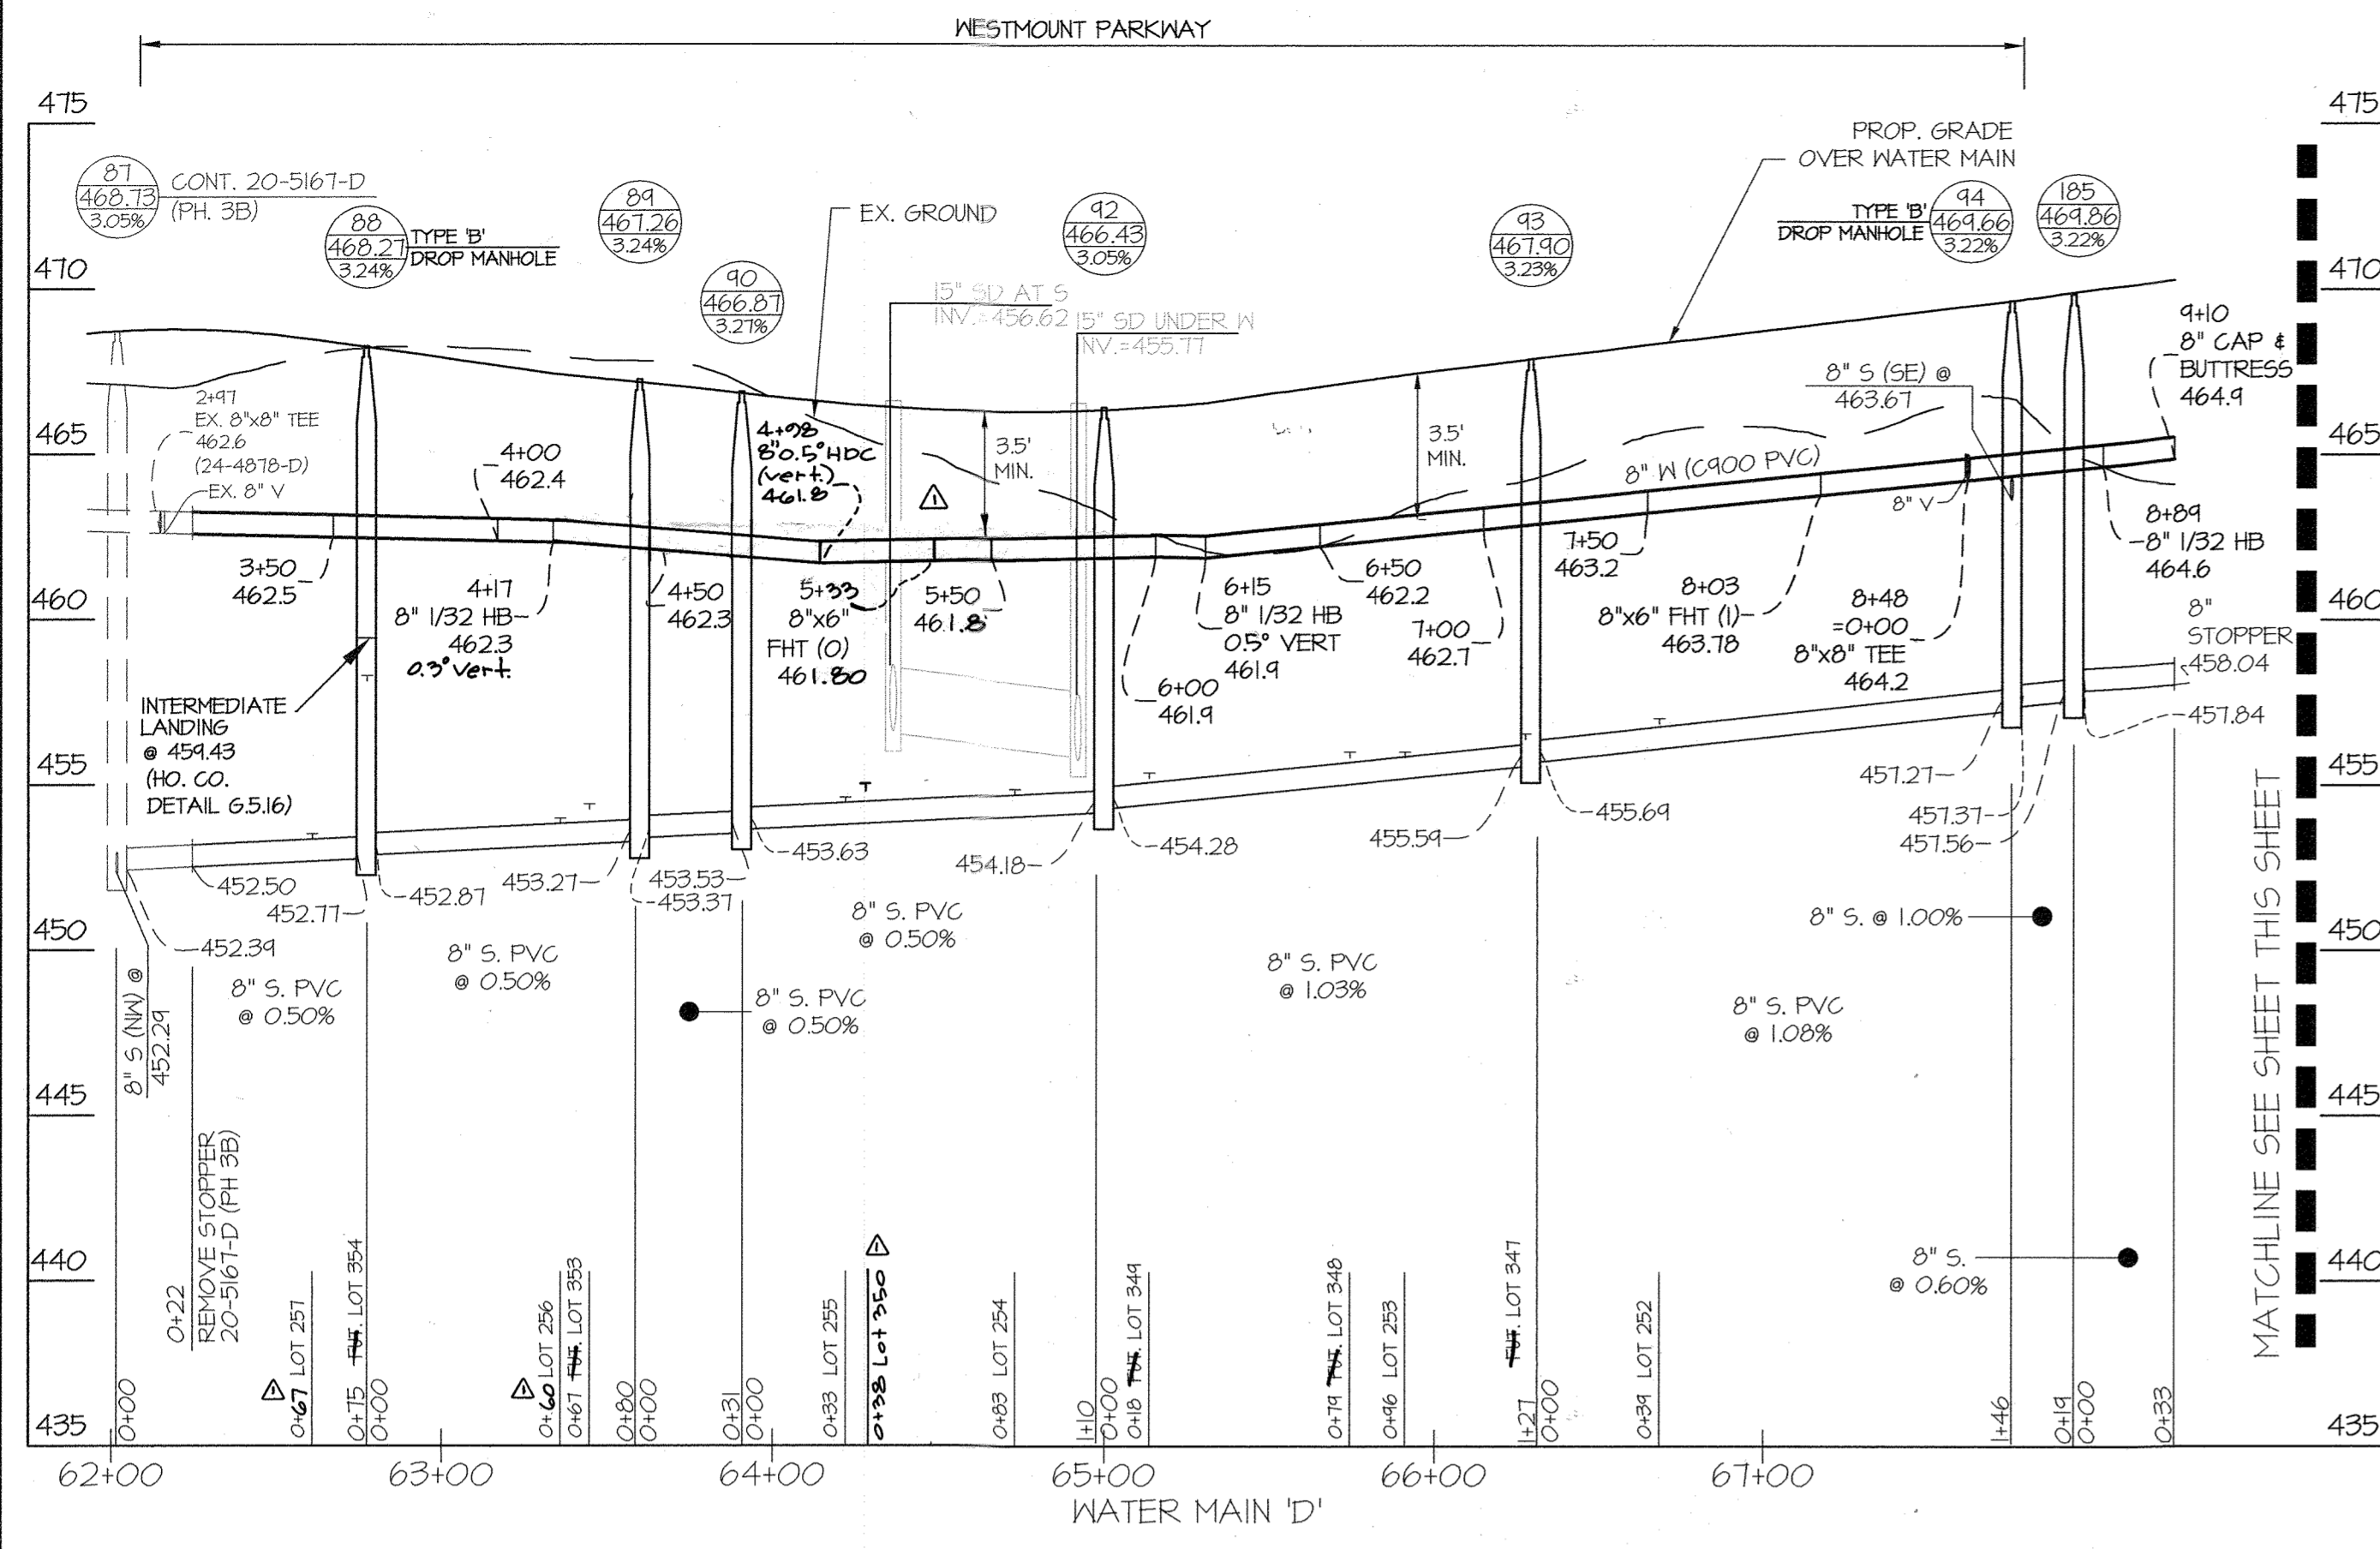 WESTMOUNT PARKWAY
475
475
470
470
465
465
460
460
455
455
450
450
445
445
440
440
435
435
87
468.73
3.05%
CONT. 20-5167-D
(PH. 3B)
88
468.27
3.24%
TYPE 'B'
DROP MANHOLE
89
467.26
3.24%
90
466.87
3.27%
EX. GROUND
92
466.43
3.05%
15" SD AT S
INV.=456.62
15" SD UNDER W
INV.=455.77
93
467.90
3.23%
PROP. GRADE
OVER WATER MAIN
TYPE 'B'
DROP MANHOLE
94
469.66
3.22%
185
469.86
3.22%
9+10
8" CAP &
BUTTRESS
464.9
8" S (SE) @
463.67
2+97
EX. 8"x8" TEE
462.6
(24-4878-D)
EX. 8" V
4+00
462.4
4+98
8" 0.5° HDC
(vert.)
461.8
3.5'
MIN.
3.5'
MIN.
8" W (C900 PVC)
8" V
8+89
8" 1/32 HB
464.6
3+50
462.5
4+17
8" 1/32 HB
462.3
0.3° Vert.
4+50
462.3
5+33
8"x6"
FHT (O)
461.80
5+50
461.8
6+00
461.9
6+15
8" 1/32 HB
0.5° VERT
461.9
6+50
462.2
7+00
462.7
7+50
463.2
8+03
8"x6" FHT (1)
463.78
8+48
=0+00
8"x8" TEE
464.2
8"
STOPPER
458.04
457.84
INTERMEDIATE
LANDING
@ 459.43
(HO. CO.
DETAIL G.5.16)
452.50
452.77
452.87
452.39
453.27
453.37
453.53
453.63
454.18
454.28
455.59
455.69
457.27
457.37
457.56
8" S (NW) @
452.29
8" S. PVC
@ 0.50%
8" S. PVC
@ 0.50%
8" S. PVC
@ 0.50%
8" S. PVC
@ 0.50%
8" S. PVC
@ 1.03%
8" S. PVC
@ 1.08%
8" S. @ 1.00%
8" S.
@ 0.60%
MATCHLINE SEE SHEET THIS SHEET
0+00
0+22
REMOVE STOPPER
20-5167-D (PH 3B)
0+67 LOT 257
0+75 FUT. LOT 354
0+00
0+60 LOT 256
0+67 FUT. LOT 353
0+80
0+00
0+31
0+00
0+33 LOT 255
0+38 Lot 350
0+83 LOT 254
1+10
0+00
0+18 FUT. LOT 349
0+79 FUT. LOT 348
0+96 LOT 253
1+27 FUT. LOT 347
0+00
0+39 LOT 252
1+46
0+19
0+00
0+33
62+00
63+00
64+00
65+00
66+00
67+00
WATER MAIN 'D'